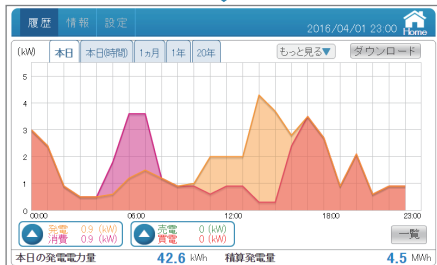 履歴 情報 設定 2016/04/01 23:00 Home
(kW) 本日 本日(時間) 1ヵ月 1年 20年 もっと見る▼ ダウンロード
5
4
3
2
1
0
00:00 06:00 12:00 18:00 23:00
発電 0.9 (kW) 売電 0 (kW)
消費 0.9 (kW) 買電 0 (kW)
一覧
本日の発電電力量 42.6 kWh 積算発電量 4.5 MWh